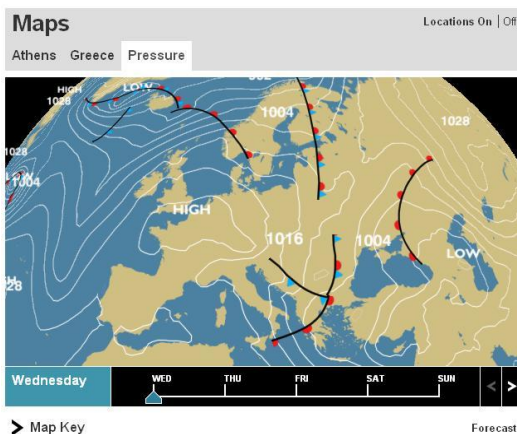 Maps
Locations On | Off
Athens Greece Pressure
HIGH
1028
LOW
1004
1028
1028
LOW
1004
HIGH
1016
1004
LOW
28
Wednesday
WED THU FRI SAT SUN
< >
Map Key
Forecast